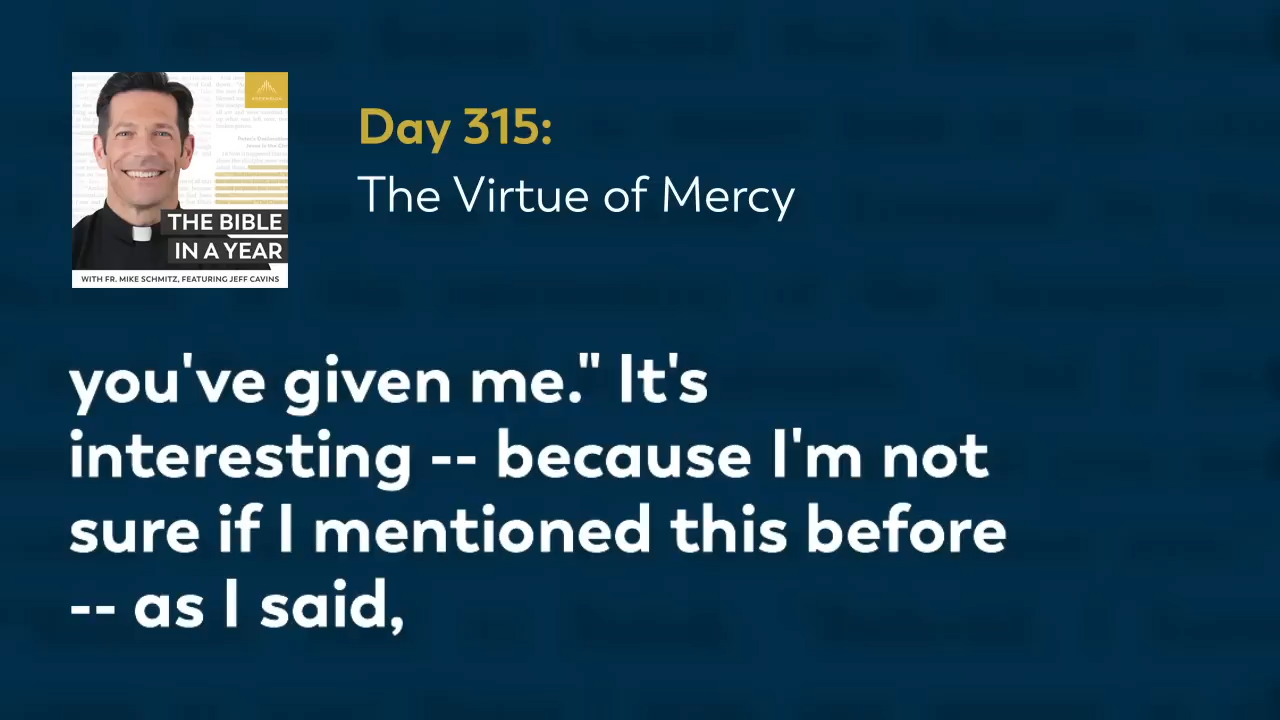 Day 315:
The Virtue of Mercy
THE BIBLE
IN A YEAR
WITH FR. MIKE SCHMITZ, FEATURING JEFF CAVINS
you've given me." It's
interesting -- because I'm not
sure if I mentioned this before
-- as I said,